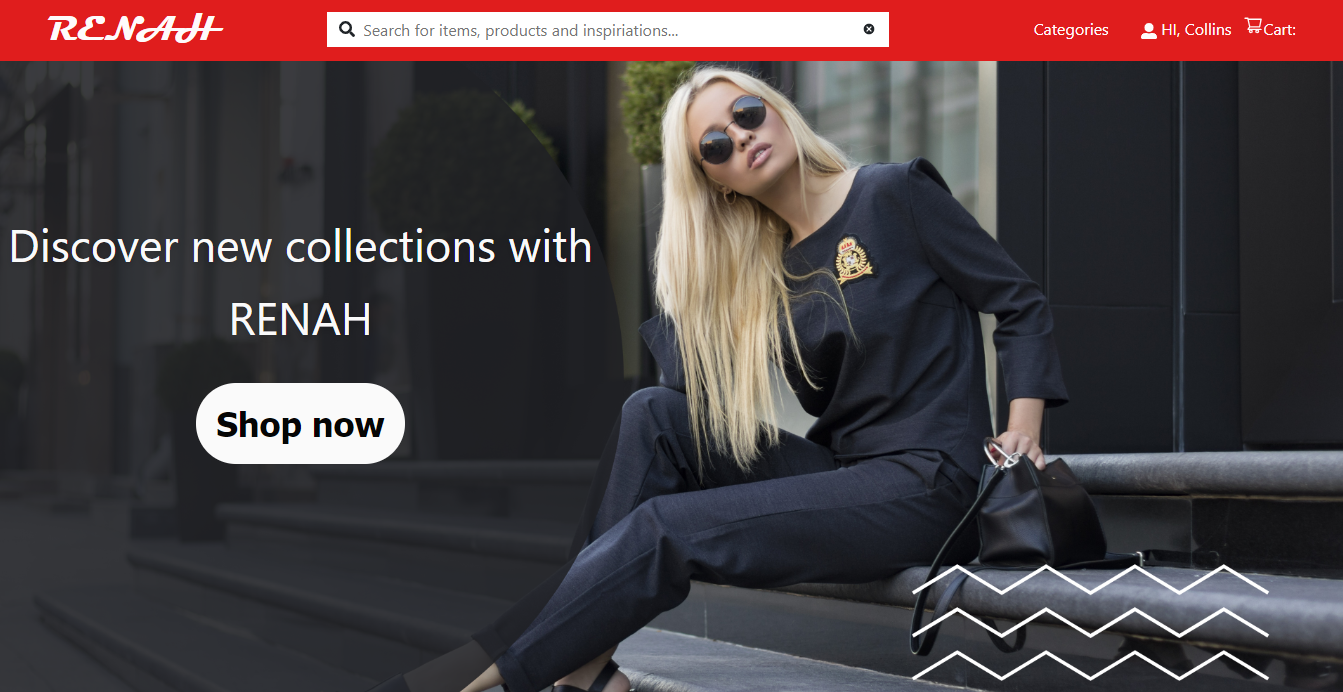 RENAH
Search for items, products and inspiriations...
Categories
HI, Collins
Cart:
Discover new collections with
RENAH
Shop now